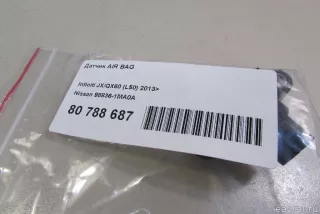 Датчик AIR BAG
Infiniti JX/QX60 (L50) 2013>
Nissan 98836-1MA0A
80 788 687